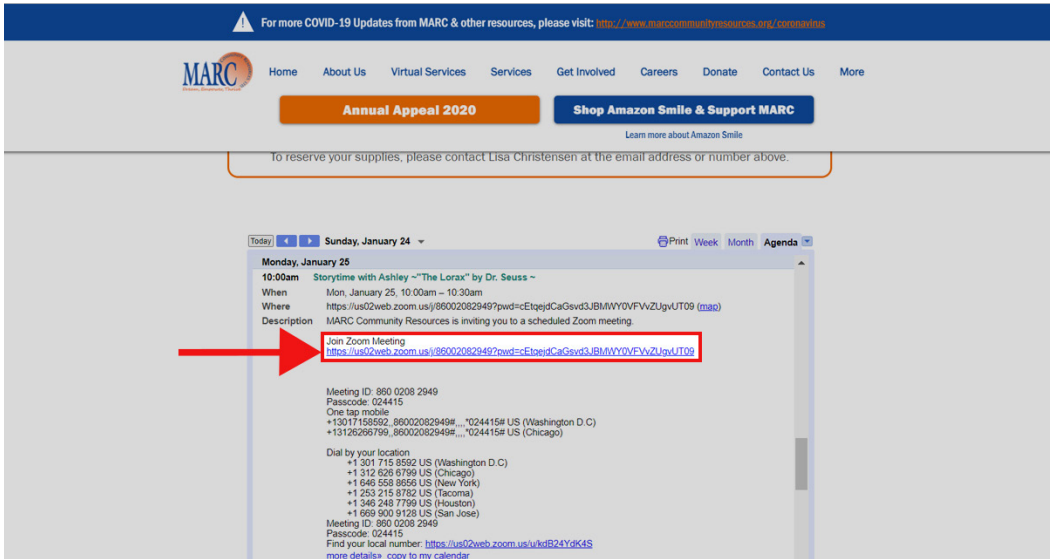 For more COVID-19 Updates from MARC & other resources, please visit: http://www.marccommunityresources.org/coronavirus
MARC
Home About Us Virtual Services Services Get Involved Careers Donate Contact Us More
Annual Appeal 2020 Shop Amazon Smile & Support MARC
Learn more about Amazon Smile
To reserve your supplies, please contact Lisa Christensen at the email address or number above.
Today Sunday, January 24 Print Week Month Agenda
Monday, January 25
10:00am Storytime with Ashley ~"The Lorax" by Dr. Seuss ~
When Mon, January 25, 10:00am – 10:30am
Where https://us02web.zoom.us/j/86002082949?pwd=cEtqejdCaGsvd3JBMWY0VFVvZUgvUT09 (map)
Description MARC Community Resources is inviting you to a scheduled Zoom meeting.
Join Zoom Meeting
https://us02web.zoom.us/j/86002082949?pwd=cEtqejdCaGsvd3JBMWY0VFVvZUgvUT09
Meeting ID: 860 0208 2949
Passcode: 024415
One tap mobile
+13017158592,,86002082949#,,,,*024415# US (Washington D.C)
+13126266799,,86002082949#,,,,*024415# US (Chicago)
Dial by your location
+1 301 715 8592 US (Washington D.C)
+1 312 626 6799 US (Chicago)
+1 646 558 8656 US (New York)
+1 253 215 8782 US (Tacoma)
+1 346 248 7799 US (Houston)
+1 669 900 9128 US (San Jose)
Meeting ID: 860 0208 2949
Passcode: 024415
Find your local number: https://us02web.zoom.us/u/kdB24YdK4S
more details» copy to my calendar